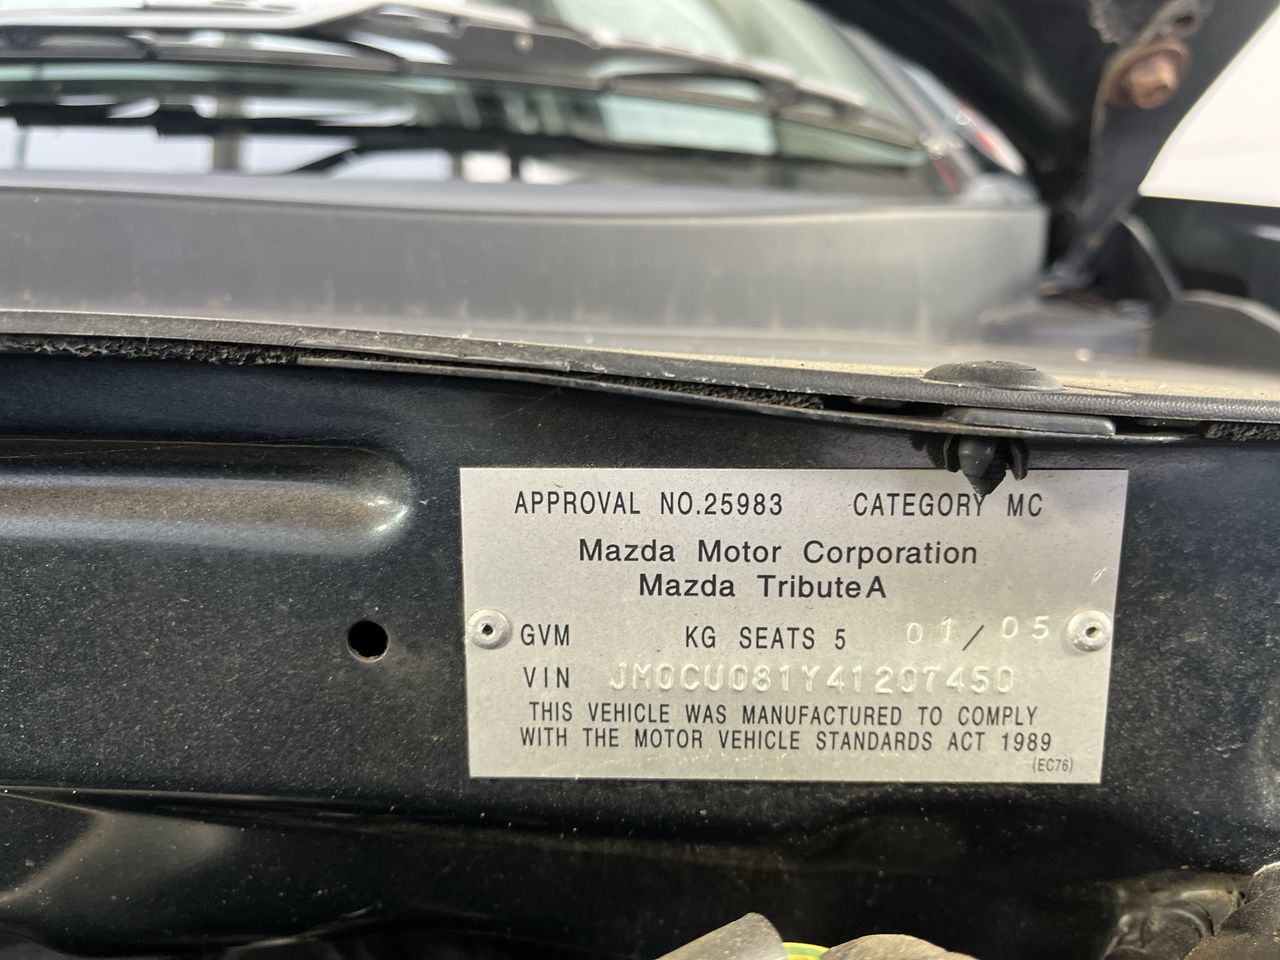 APPROVAL NO.25983 CATEGORY MC
Mazda Motor Corporation
Mazda Tribute A
GVM KG SEATS 5 01/05
VIN JM0CU081Y41207450
THIS VEHICLE WAS MANUFACTURED TO COMPLY
WITH THE MOTOR VEHICLE STANDARDS ACT 1989
(EC76)